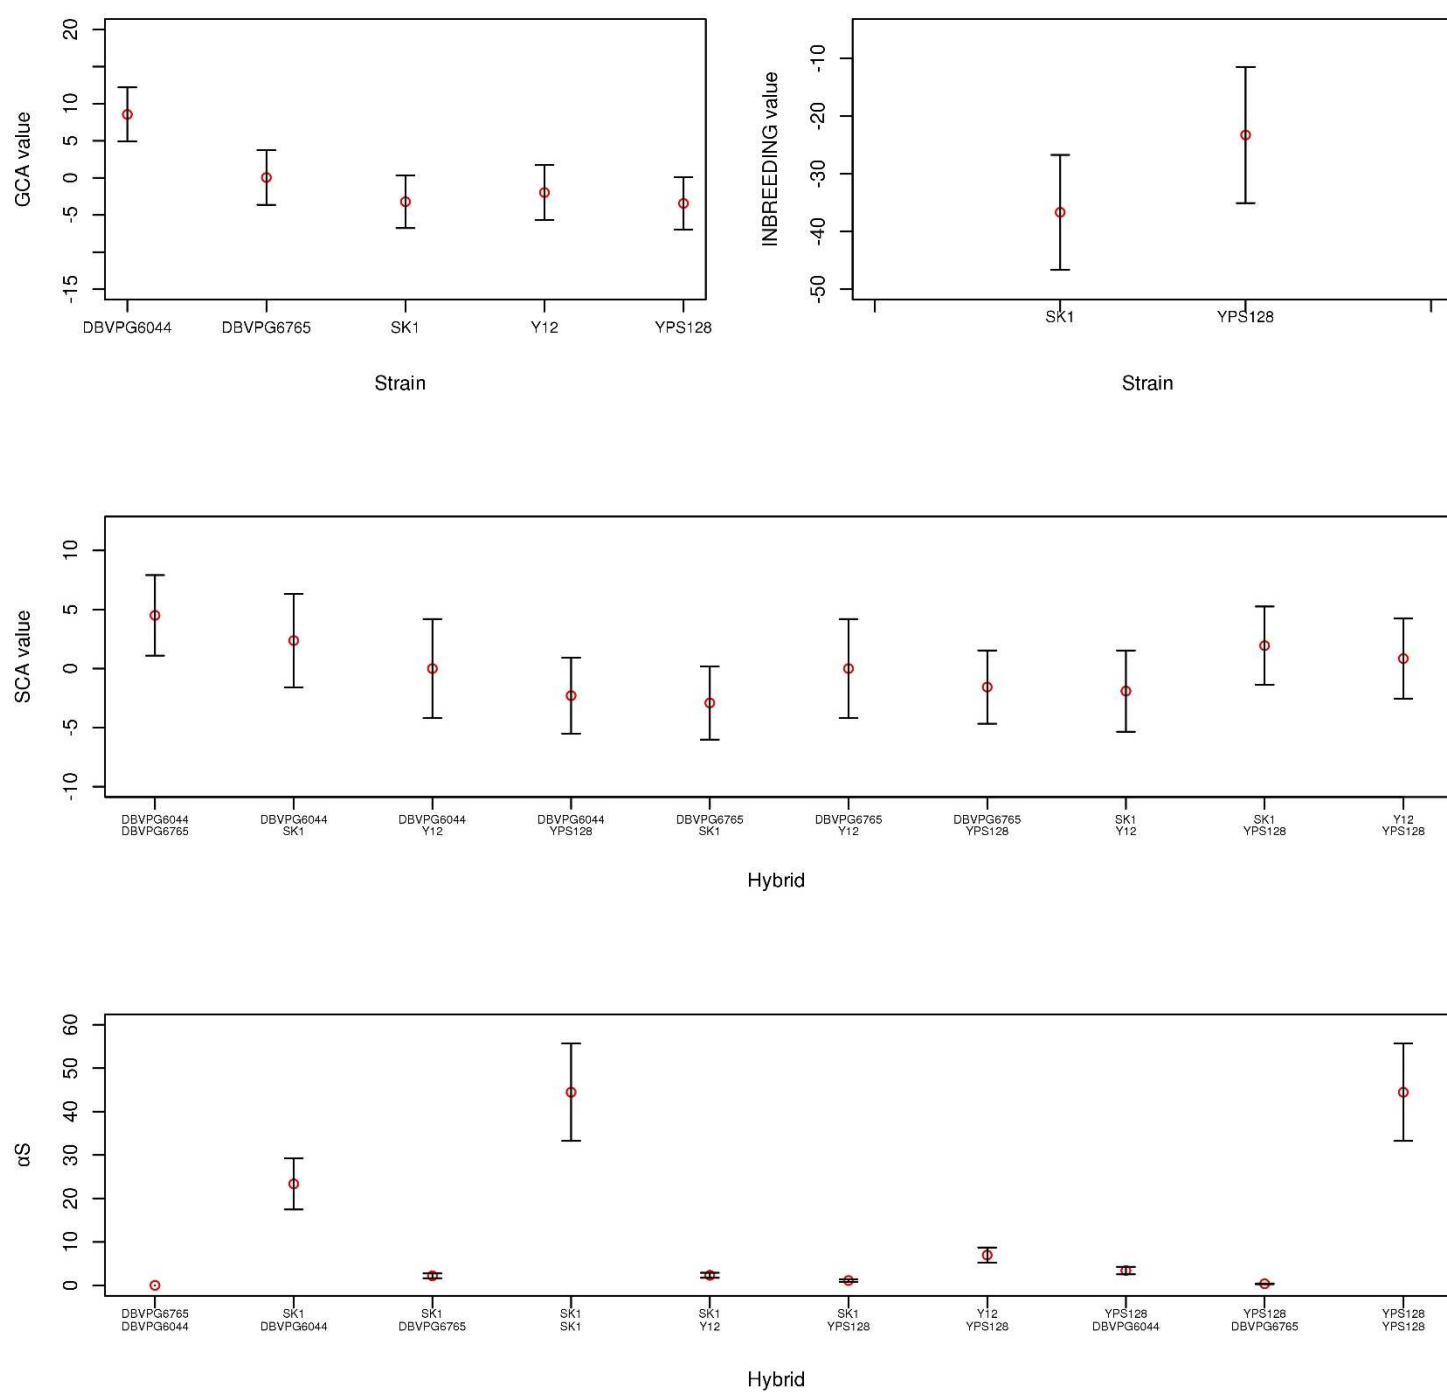 GCA value
20
10
5
0
-5
-15
DBVPG6044 DBVPG6765 SK1 Y12 YPS128
Strain
INBREEDING value
-10
-20
-30
-40
-50
SK1 YPS128
Strain
SCA value
10
5
0
-5
-10
DBVPG6044 DBVPG6044 DBVPG6044 DBVPG6044 DBVPG6765 DBVPG6765 DBVPG6765 SK1 SK1 Y12
DBVPG6765 SK1 Y12 YPS128 SK1 Y12 YPS128 Y12 YPS128 YPS128
Hybrid
αS
60
50
40
30
20
10
0
DBVPG6765 SK1 SK1 SK1 SK1 SK1 Y12 YPS128 YPS128 YPS128
DBVPG6044 DBVPG6044 DBVPG6765 SK1 Y12 YPS128 YPS128 DBVPG6044 DBVPG6765 YPS128
Hybrid